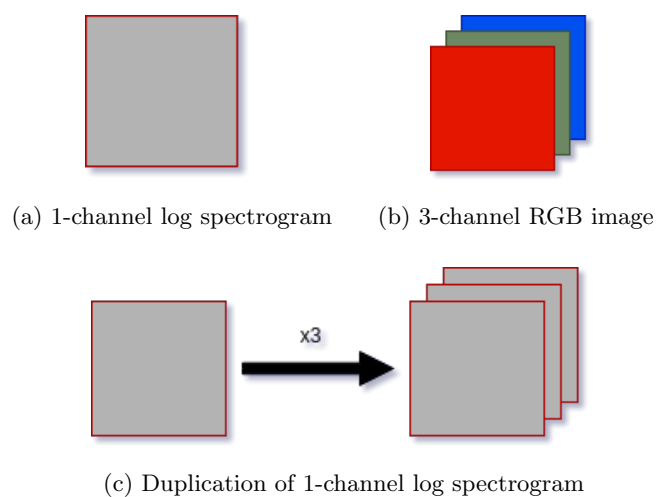 (a) 1-channel log spectrogram
(b) 3-channel RGB image
x3
(c) Duplication of 1-channel log spectrogram